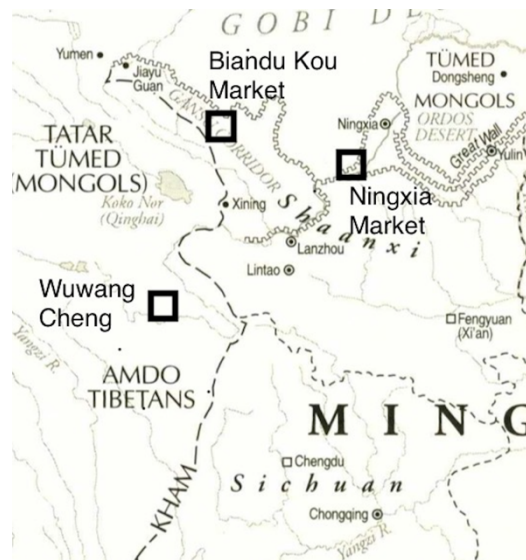 GOBI DE
Yumen
Biandu Kou
Market
TÜMED
Dongsheng
Jiayu
Guan
MONGOLS
GANSU CORRIDOR
ORDOS
DESERT
Ningxia
Great Wall
Yulin
TATAR
TÜMED
(MONGOLS)
Koko Nor
(Qinghai)
Xining
Ningxia
Market
Shaanxi
Lanzhou
Lintao
Wuwang
Cheng
Fengyuan
(Xi'an)
Yangzi R.
AMDO
TIBETANS
MING
Chengdu
Sichuan
KHAM
Chongqing
Yangzi R.